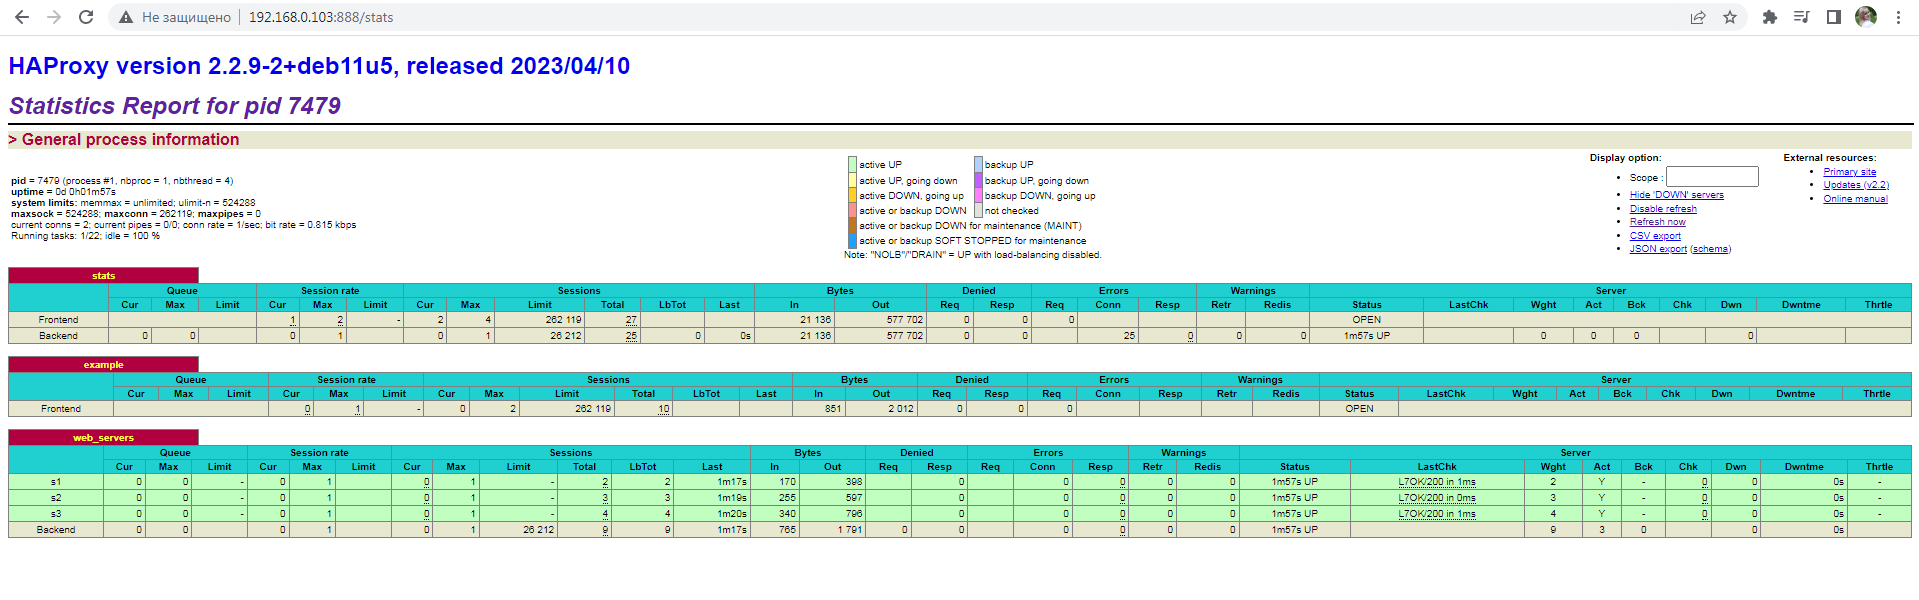 Не защищено 192.168.0.103:888/stats
HAProxy version 2.2.9-2+deb11u5, released 2023/04/10
Statistics Report for pid 7479
> General process information
pid = 7479 (process #1, nbproc = 1, nbthread = 4)
uptime = 0d 0h01m57s
system limits: memmax = unlimited; ulimit-n = 524288
maxsock = 524288; maxconn = 262119; maxpipes = 0
current conns = 2; current pipes = 0/0; conn rate = 1/sec; bit rate = 0.815 kbps
Running tasks: 1/22; idle = 100 %
active UP backup UP
active UP, going down backup UP, going down
active DOWN, going up backup DOWN, going up
active or backup DOWN not checked
active or backup DOWN for maintenance (MAINT)
active or backup SOFT STOPPED for maintenance
Note: "NOLB"/"DRAIN" = UP with load-balancing disabled.
Display option:
Scope :
Hide 'DOWN' servers
Disable refresh
Refresh now
CSV export
JSON export (schema)
External resources:
Primary site
Updates (v2.2)
Online manual
stats
Queue Session rate Sessions Bytes Denied Errors Warnings Server
Cur Max Limit Cur Max Limit Cur Max Limit Total LbTot Last In Out Req Resp Req Conn Resp Retr Redis Status LastChk Wght Act Bck Chk Dwn Dwntme Thrtle
Frontend 1 2 - 2 4 262 119 27 21 136 577 702 0 0 0 OPEN
Backend 0 0 0 1 0 1 26 212 25 0 0s 21 136 577 702 0 0 25 0 0 0 1m57s UP 0 0 0 0
example
Queue Session rate Sessions Bytes Denied Errors Warnings Server
Cur Max Limit Cur Max Limit Cur Max Limit Total LbTot Last In Out Req Resp Req Conn Resp Retr Redis Status LastChk Wght Act Bck Chk Dwn Dwntme Thrtle
Frontend 0 1 - 0 2 262 119 10 851 2 012 0 0 0 OPEN
web_servers
Queue Session rate Sessions Bytes Denied Errors Warnings Server
Cur Max Limit Cur Max Limit Cur Max Limit Total LbTot Last In Out Req Resp Req Conn Resp Retr Redis Status LastChk Wght Act Bck Chk Dwn Dwntme Thrtle
s1 0 0 - 0 1 0 1 - 2 2 1m17s 170 398 0 0 0 0 0 1m57s UP L7OK/200 in 1ms 2 Y - 0 0 0s -
s2 0 0 - 0 1 0 1 - 3 3 1m19s 255 597 0 0 0 0 0 1m57s UP L7OK/200 in 0ms 3 Y - 0 0 0s -
s3 0 0 - 0 1 0 1 - 4 4 1m20s 340 796 0 0 0 0 0 1m57s UP L7OK/200 in 1ms 4 Y - 0 0 0s -
Backend 0 0 0 1 0 1 26 212 9 9 1m17s 765 1 791 0 0 0 0 0 0 1m57s UP 9 3 0 0 0s